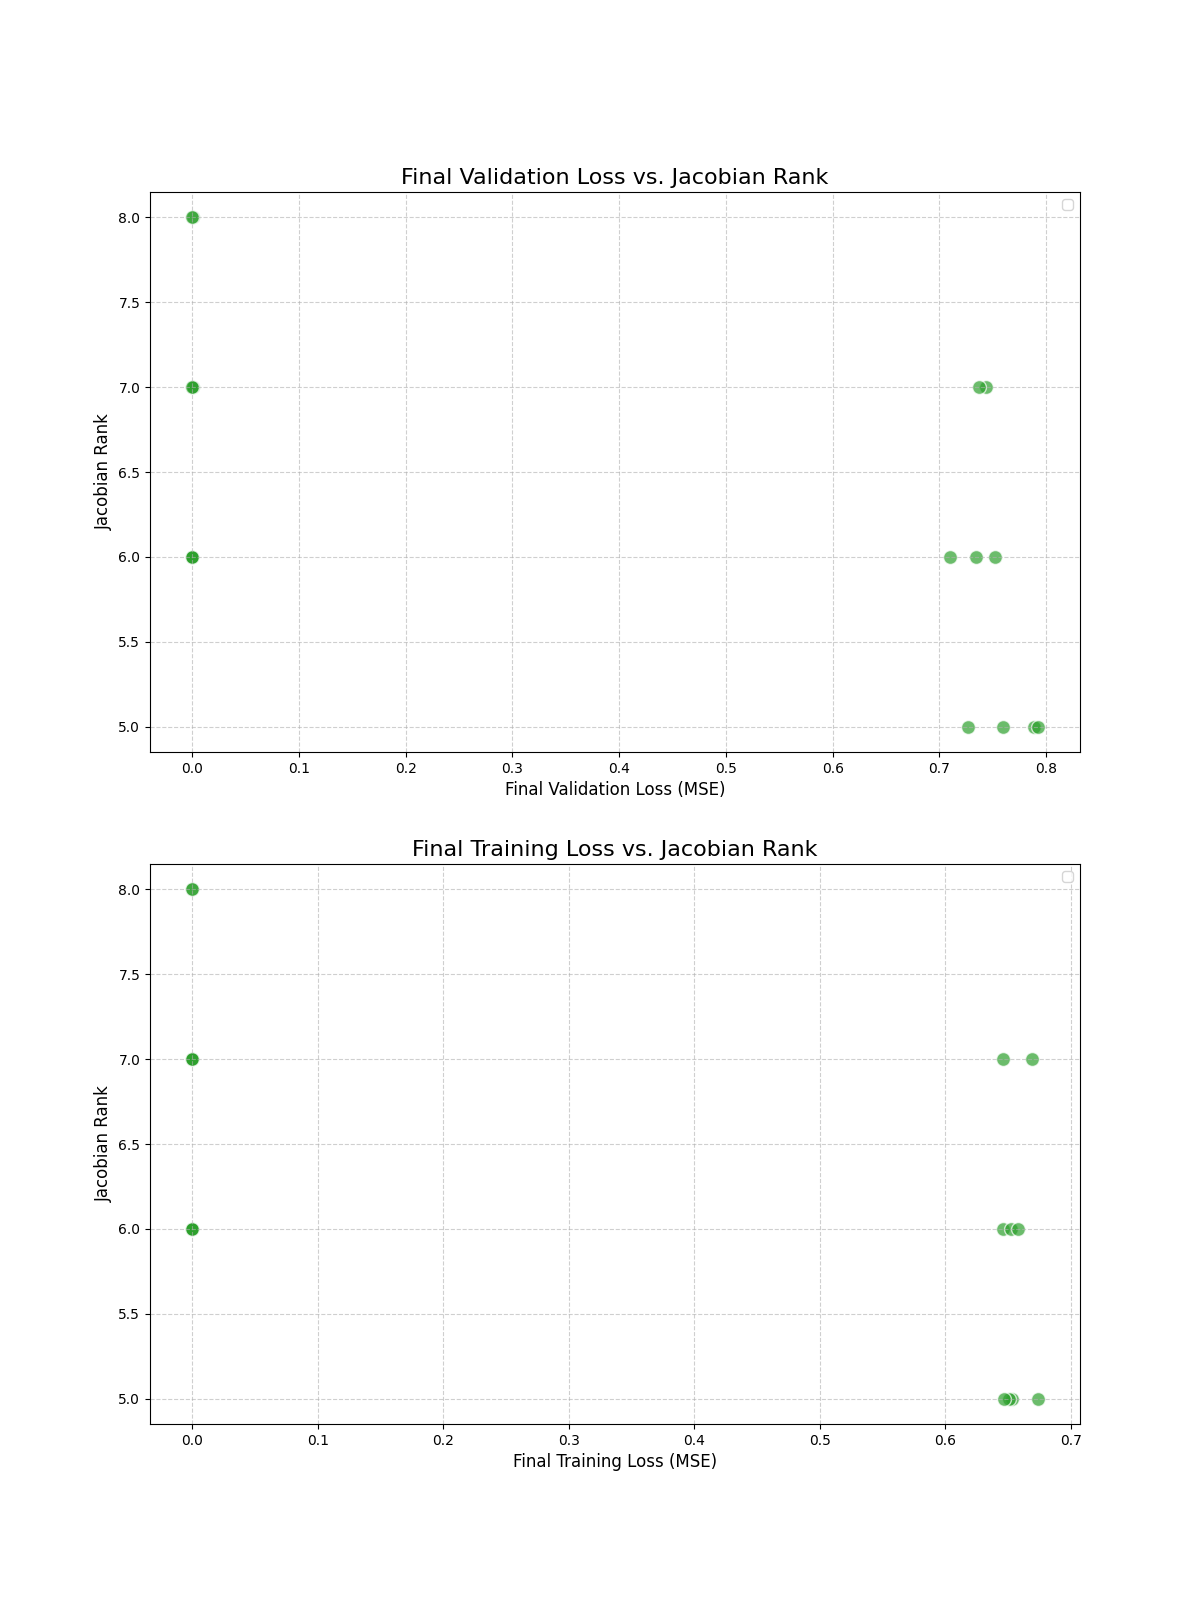 Final Validation Loss vs. Jacobian Rank
8.0
7.5
7.0
6.5
6.0
5.5
5.0
Jacobian Rank
0.0 0.1 0.2 0.3 0.4 0.5 0.6 0.7 0.8
Final Validation Loss (MSE)
Final Training Loss vs. Jacobian Rank
8.0
7.5
7.0
6.5
6.0
5.5
5.0
Jacobian Rank
0.0 0.1 0.2 0.3 0.4 0.5 0.6 0.7
Final Training Loss (MSE)